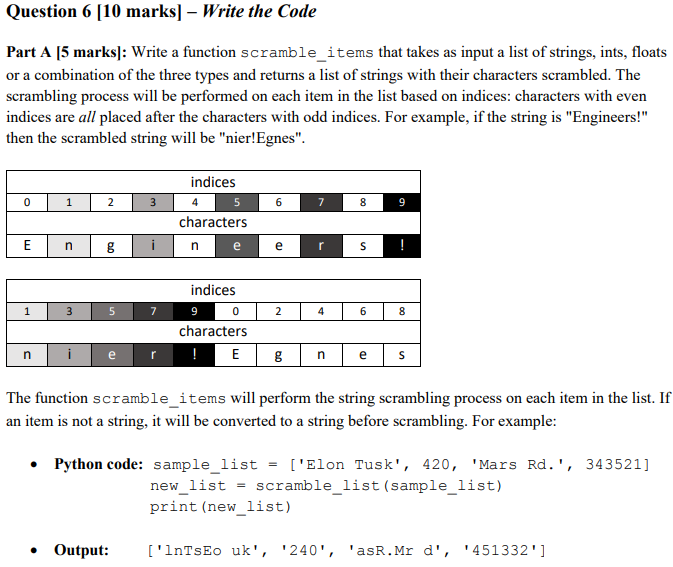 Question 6 [10 marks] – Write the Code
Part A [5 marks]: Write a function scramble_items that takes as input a list of strings, ints, floats
or a combination of the three types and returns a list of strings with their characters scrambled. The
scrambling process will be performed on each item in the list based on indices: characters with even
indices are all placed after the characters with odd indices. For example, if the string is "Engineers!"
then the scrambled string will be "nier!Egnes".
indices
0 1 2 3 4 5 6 7 8 9
characters
E n g i n e e r s !
indices
1 3 5 7 9 0 2 4 6 8
characters
n i e r ! E g n e s
The function scramble_items will perform the string scrambling process on each item in the list. If
an item is not a string, it will be converted to a string before scrambling. For example:
• Python code: sample_list = ['Elon Tusk', 420, 'Mars Rd.', 343521]
new_list = scramble_list(sample_list)
print(new_list)
• Output: ['lnTsEo uk', '240', 'asR.Mr d', '451332']